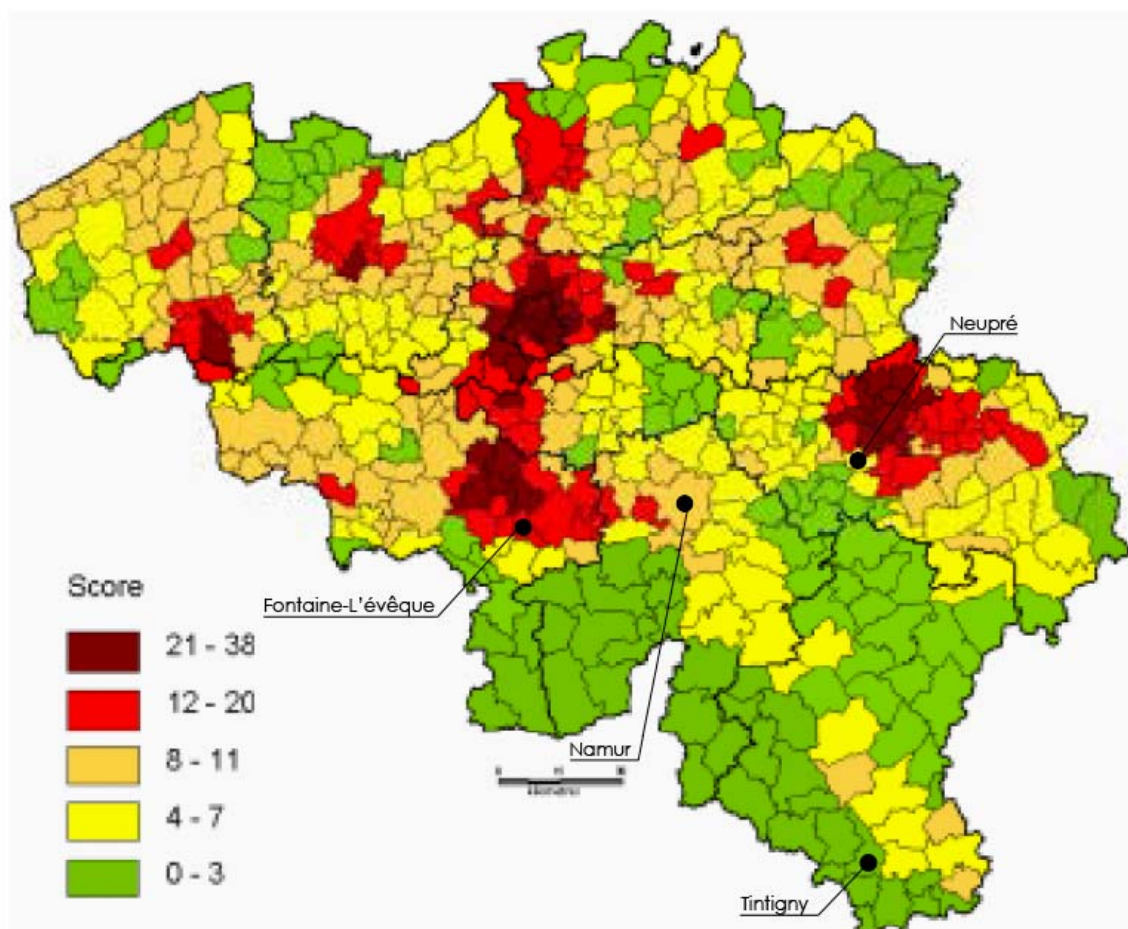 Neupré
Score
21 - 38
12 - 20
8 - 11
4 - 7
0 - 3
Fontaine-L'évêque
Namur
Tintigny